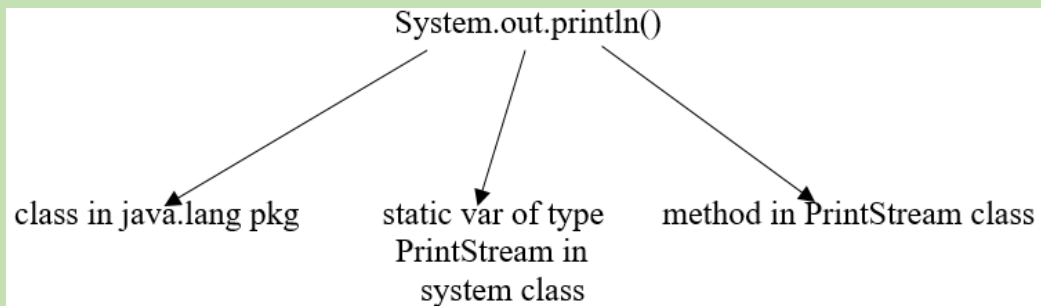 System.out.println()
class in java.lang pkg
static var of type
PrintStream in
system class
method in PrintStream class